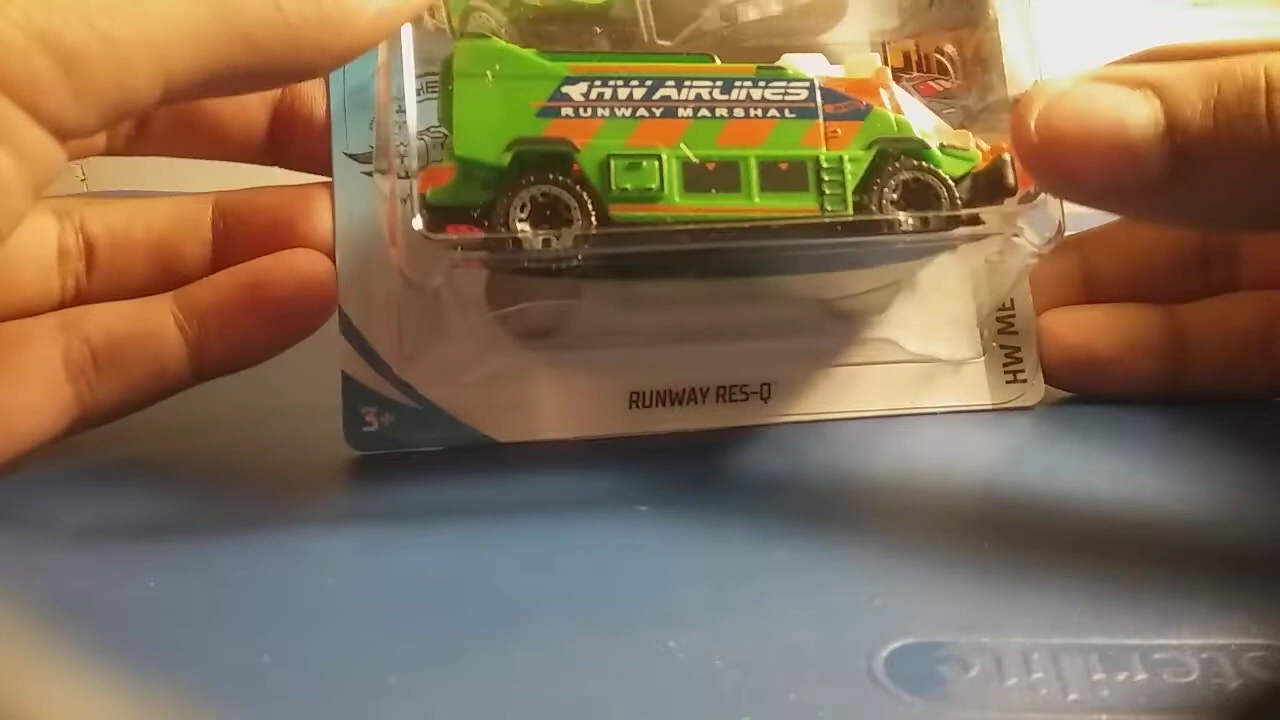 HW AIRLINES
RUNWAY MARSHAL
RUNWAY RES-Q
HW ME
3+